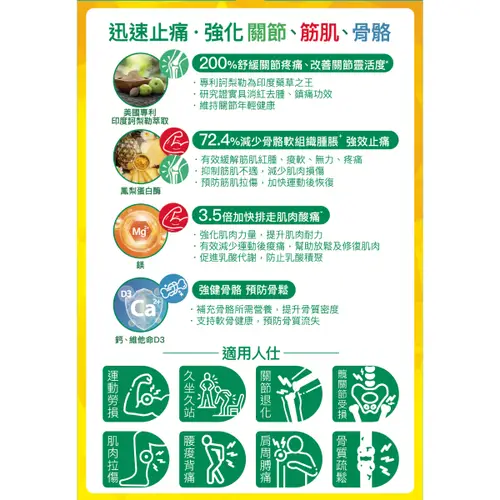 迅速止痛・強化 關節、筋肌、骨骼
200%舒緩關節疼痛、改善關節靈活度*
・專利訶梨勒為印度藥草之王
・研究證實具消紅去腫、鎮痛功效
・維持關節年輕健康
美國專利
印度訶梨勒萃取
72.4%減少骨骼軟組織腫脹* 強效止痛
・有效緩解筋肌紅腫、痠軟、無力、疼痛
・抑制筋肌不適，減少肌肉損傷
・預防筋肌拉傷，加快運動後恢復
鳳梨蛋白酶
3.5倍加快排走肌肉酸痛*
Mg2+
・強化肌肉力量，提升肌肉耐力
・有效減少運動後痠痛，幫助放鬆及修復肌肉
・促進乳酸代謝，防止乳酸積聚
鎂
強健骨骼 預防骨鬆
D3
Ca2+
・補充骨骼所需營養，提升骨質密度
・支持軟骨健康，預防骨質流失
鈣、維他命D3
適用人仕
運動勞損
久坐久站
關節退化
髖關節受損
肌肉拉傷
腰痠背痛
肩周膊痛
骨質疏鬆